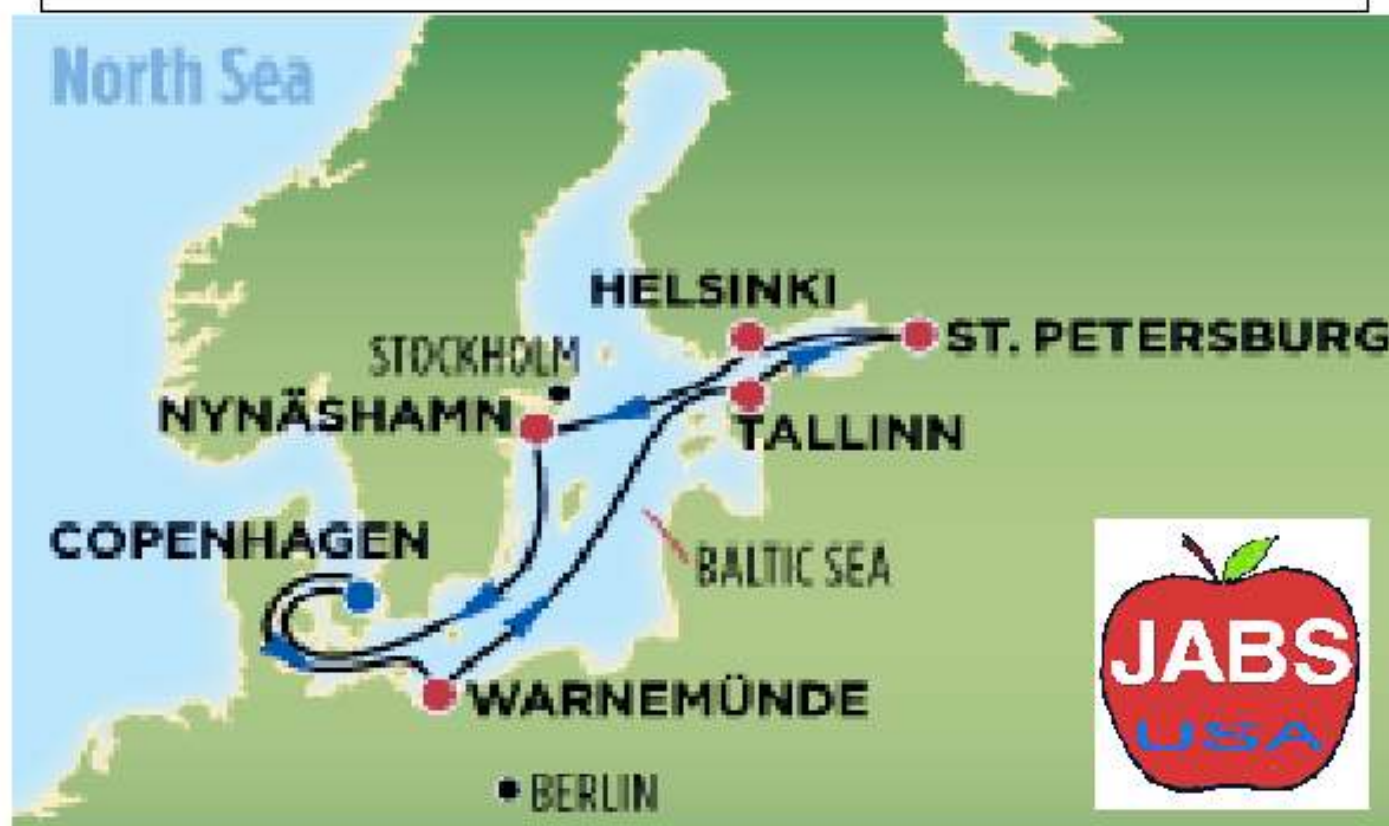 North Sea
HELSINKI
ST. PETERSBURG
STOCKHOLM
NYNÄSHAMN
TALLINN
COPENHAGEN
BALTIC SEA
JABS
USA
WARNEMÜNDE
BERLIN